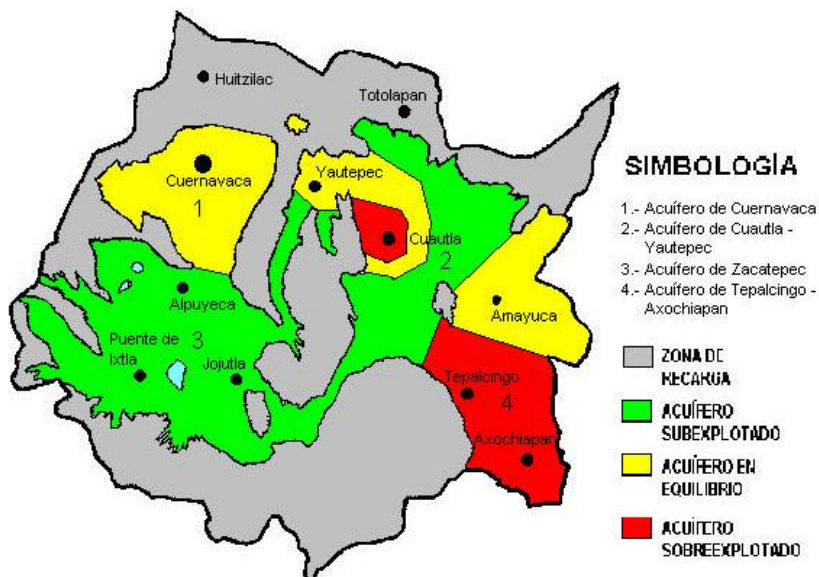 Huitzilac
Totolapan
Cuernavaca
1
Yautepec
Cuautla
2
Alpuyeca
Amayuca
Puente de
Ixtla
3
Jojutla
Tepalcingo
4
Axochiapan
SIMBOLOGÍA
1.- Acuífero de Cuernavaca
2.- Acuífero de Cuautla -
Yautepec
3.- Acuífero de Zacatepec
4.- Acuífero de Tepalcingo -
Axochiapan
ZONA DE
RECARGA
ACUÍFERO
SUBEXPLOTADO
ACUÍFERO EN
EQUILIBRIO
ACUÍFERO
SOBREEXPLOTADO